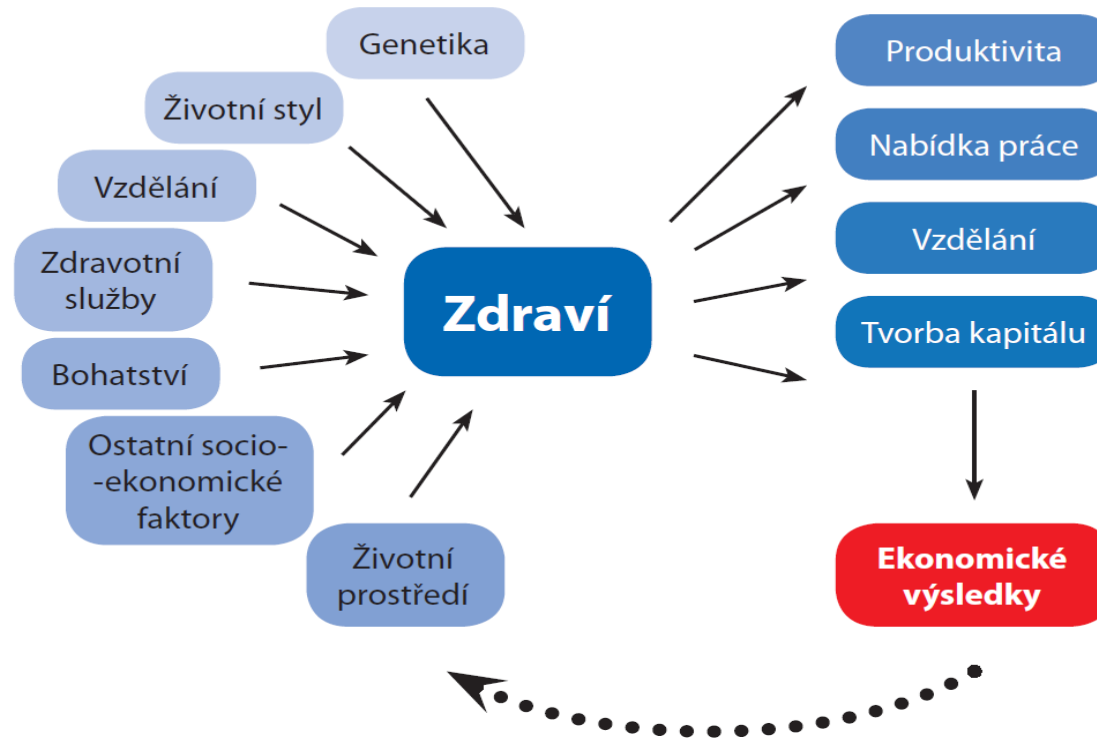 Genetika
Životní styl
Vzdělání
Zdravotní
služby
Bohatství
Ostatní socio-
-ekonomické
faktory
Životní
prostředí
Zdraví
Produktivita
Nabídka práce
Vzdělání
Tvorba kapitálu
Ekonomické
výsledky